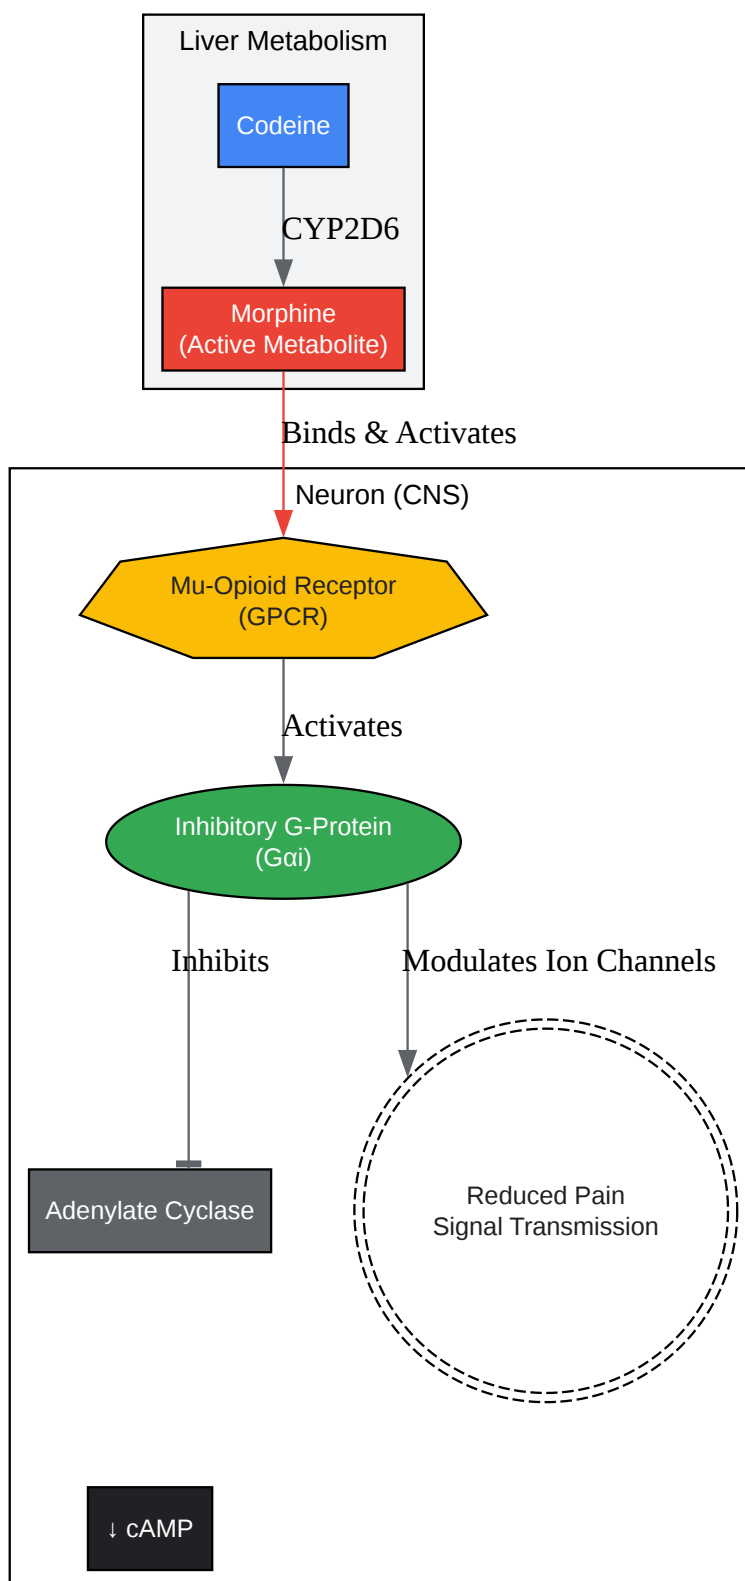 Liver Metabolism
Codeine
CYP2D6
Morphine
(Active Metabolite)
Binds & Activates
Neuron (CNS)
Mu-Opioid Receptor
(GPCR)
Activates
Inhibitory G-Protein
(Gαi)
Inhibits
Modulates Ion Channels
Adenylate Cyclase
Reduced Pain
Signal Transmission
↓ cAMP